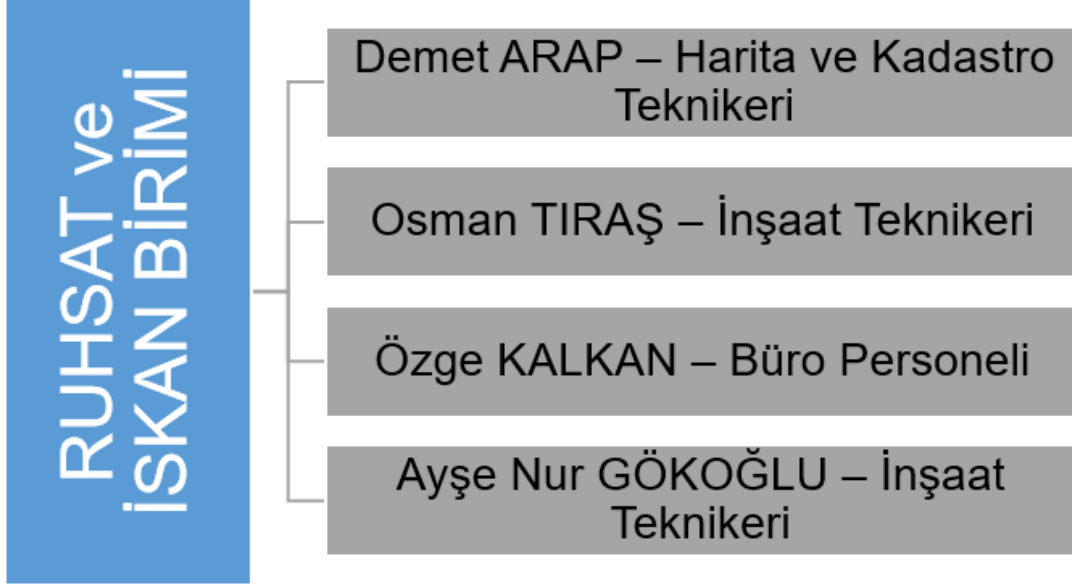 RUHSAT ve
İSKAN BİRİMİ
Demet ARAP – Harita ve Kadastro
Teknikeri
Osman TIRAŞ – İnşaat Teknikeri
Özge KALKAN – Büro Personeli
Ayşe Nur GÖKOĞLU – İnşaat
Teknikeri